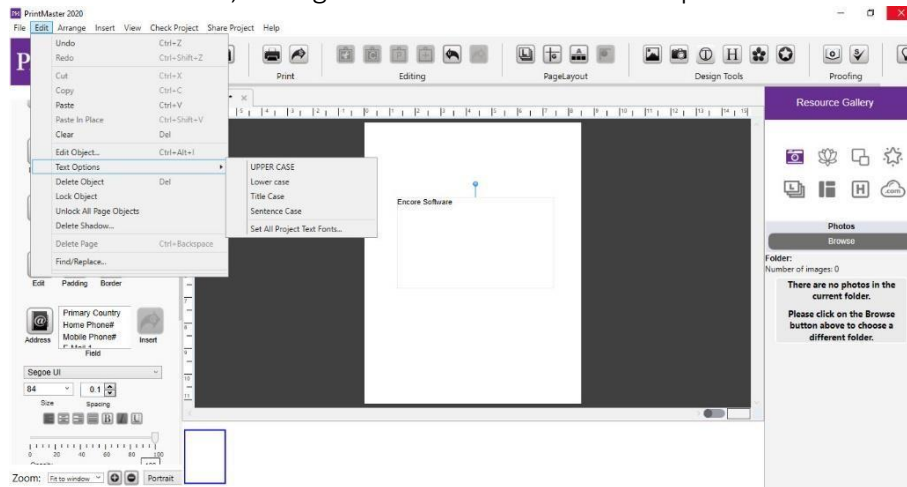 PrintMaster 2020
File Edit Arrange Insert View Check Project Share Project Help
Undo Ctrl+Z
Redo Ctrl+Shift+Z
Cut Ctrl+X
Copy Ctrl+C
Paste Ctrl+V
Paste In Place Ctrl+Shift+V
Clear Del
Edit Object... Ctrl+Alt+I
Text Options
Delete Object Del
Lock Object
Unlock All Page Objects
Delete Shadow...
Delete Page Ctrl+Backspace
Find/Replace...
UPPER CASE
Lower case
Title Case
Sentence Case
Set All Project Text Fonts...
Print
Editing
PageLayout
Design Tools
Proofing
Encore Software
Edit Padding Border
Primary Country
Home Phone#
Mobile Phone#
Address
Insert
Field
Segoe UI
84 0.1
Size Spacing
B I U
0 20 40 60 80 100
Zoom: Fit to window Portrait
Resource Gallery
Photos
Browse
Folder:
Number of images: 0
There are no photos in the
current folder.
Please click on the Browse
button above to choose a
different folder.